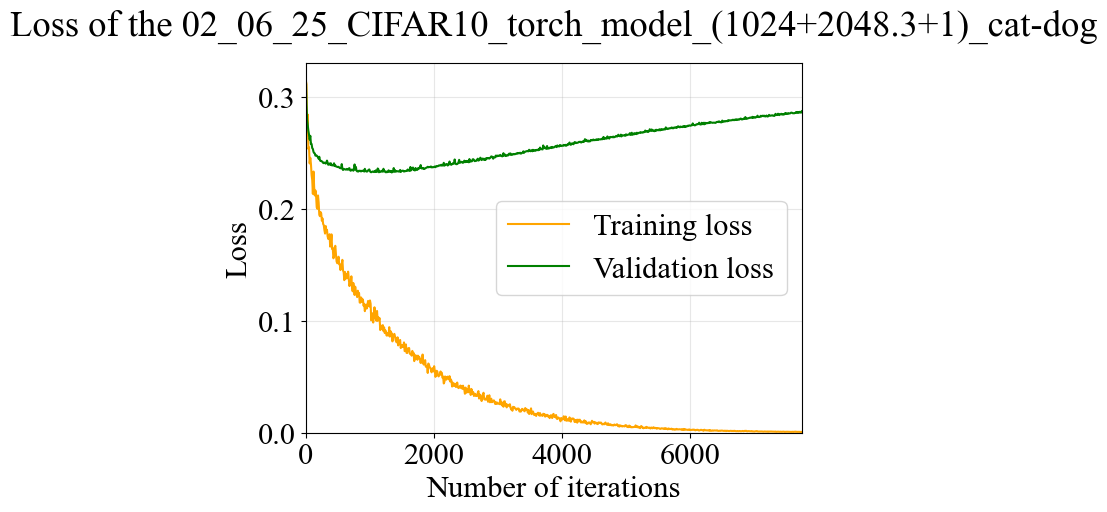 Loss of the 02_06_25_CIFAR10_torch_model_(1024+2048.3+1)_cat-dog
0.3
0.2
0.1
0.0
Loss
Training loss
Validation loss
0 2000 4000 6000
Number of iterations